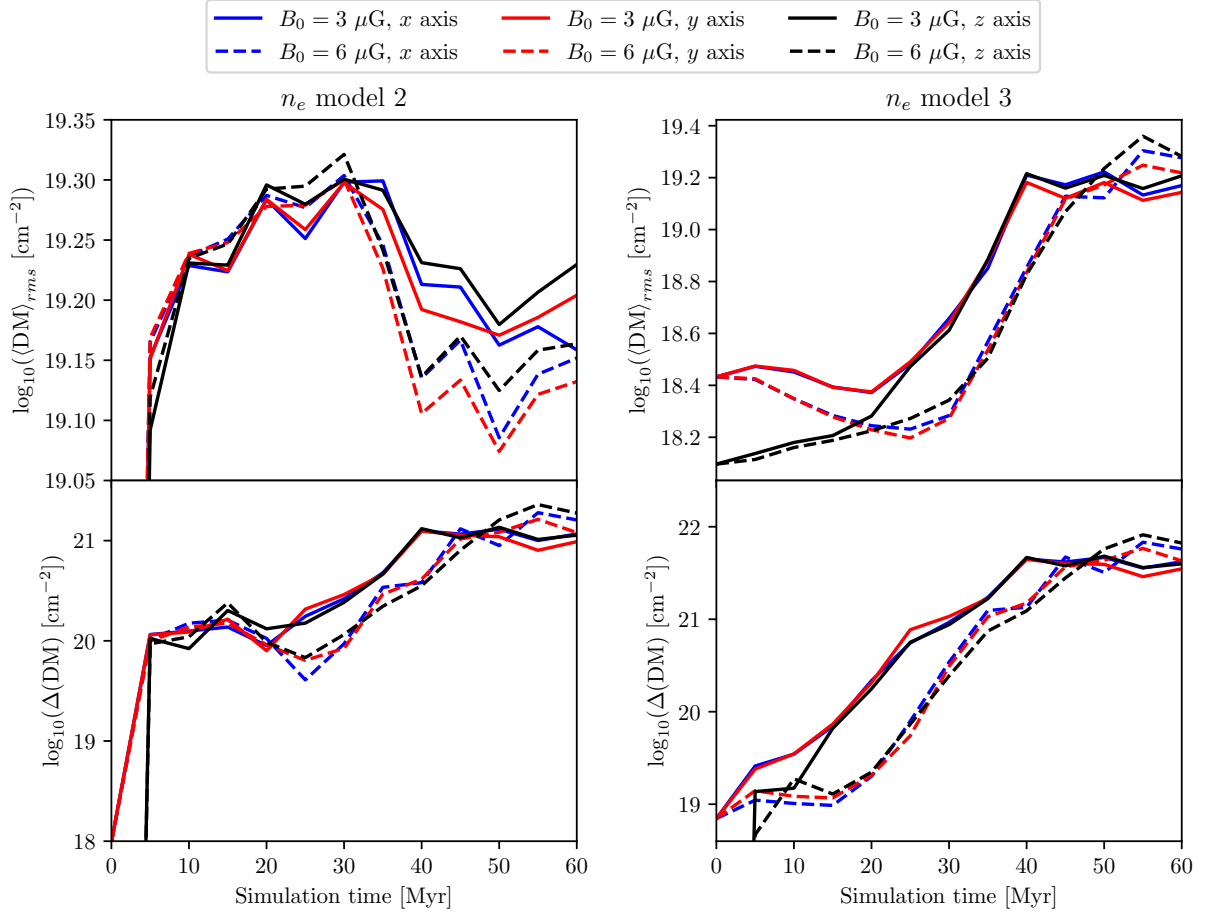 B₀ = 3 μG, x axis
B₀ = 3 μG, y axis
B₀ = 3 μG, z axis
B₀ = 6 μG, x axis
B₀ = 6 μG, y axis
B₀ = 6 μG, z axis
nₑ model 2
nₑ model 3
log₁₀(⟨DM⟩rms [cm⁻²])
19.35
19.30
19.25
19.20
19.15
19.10
19.05
log₁₀(⟨DM⟩rms [cm⁻²])
19.4
19.2
19.0
18.8
18.6
18.4
18.2
log₁₀(Δ(DM) [cm⁻²])
21
20
19
18
0 10 20 30 40 50 60
Simulation time [Myr]
log₁₀(Δ(DM) [cm⁻²])
22
21
20
19
0 10 20 30 40 50 60
Simulation time [Myr]